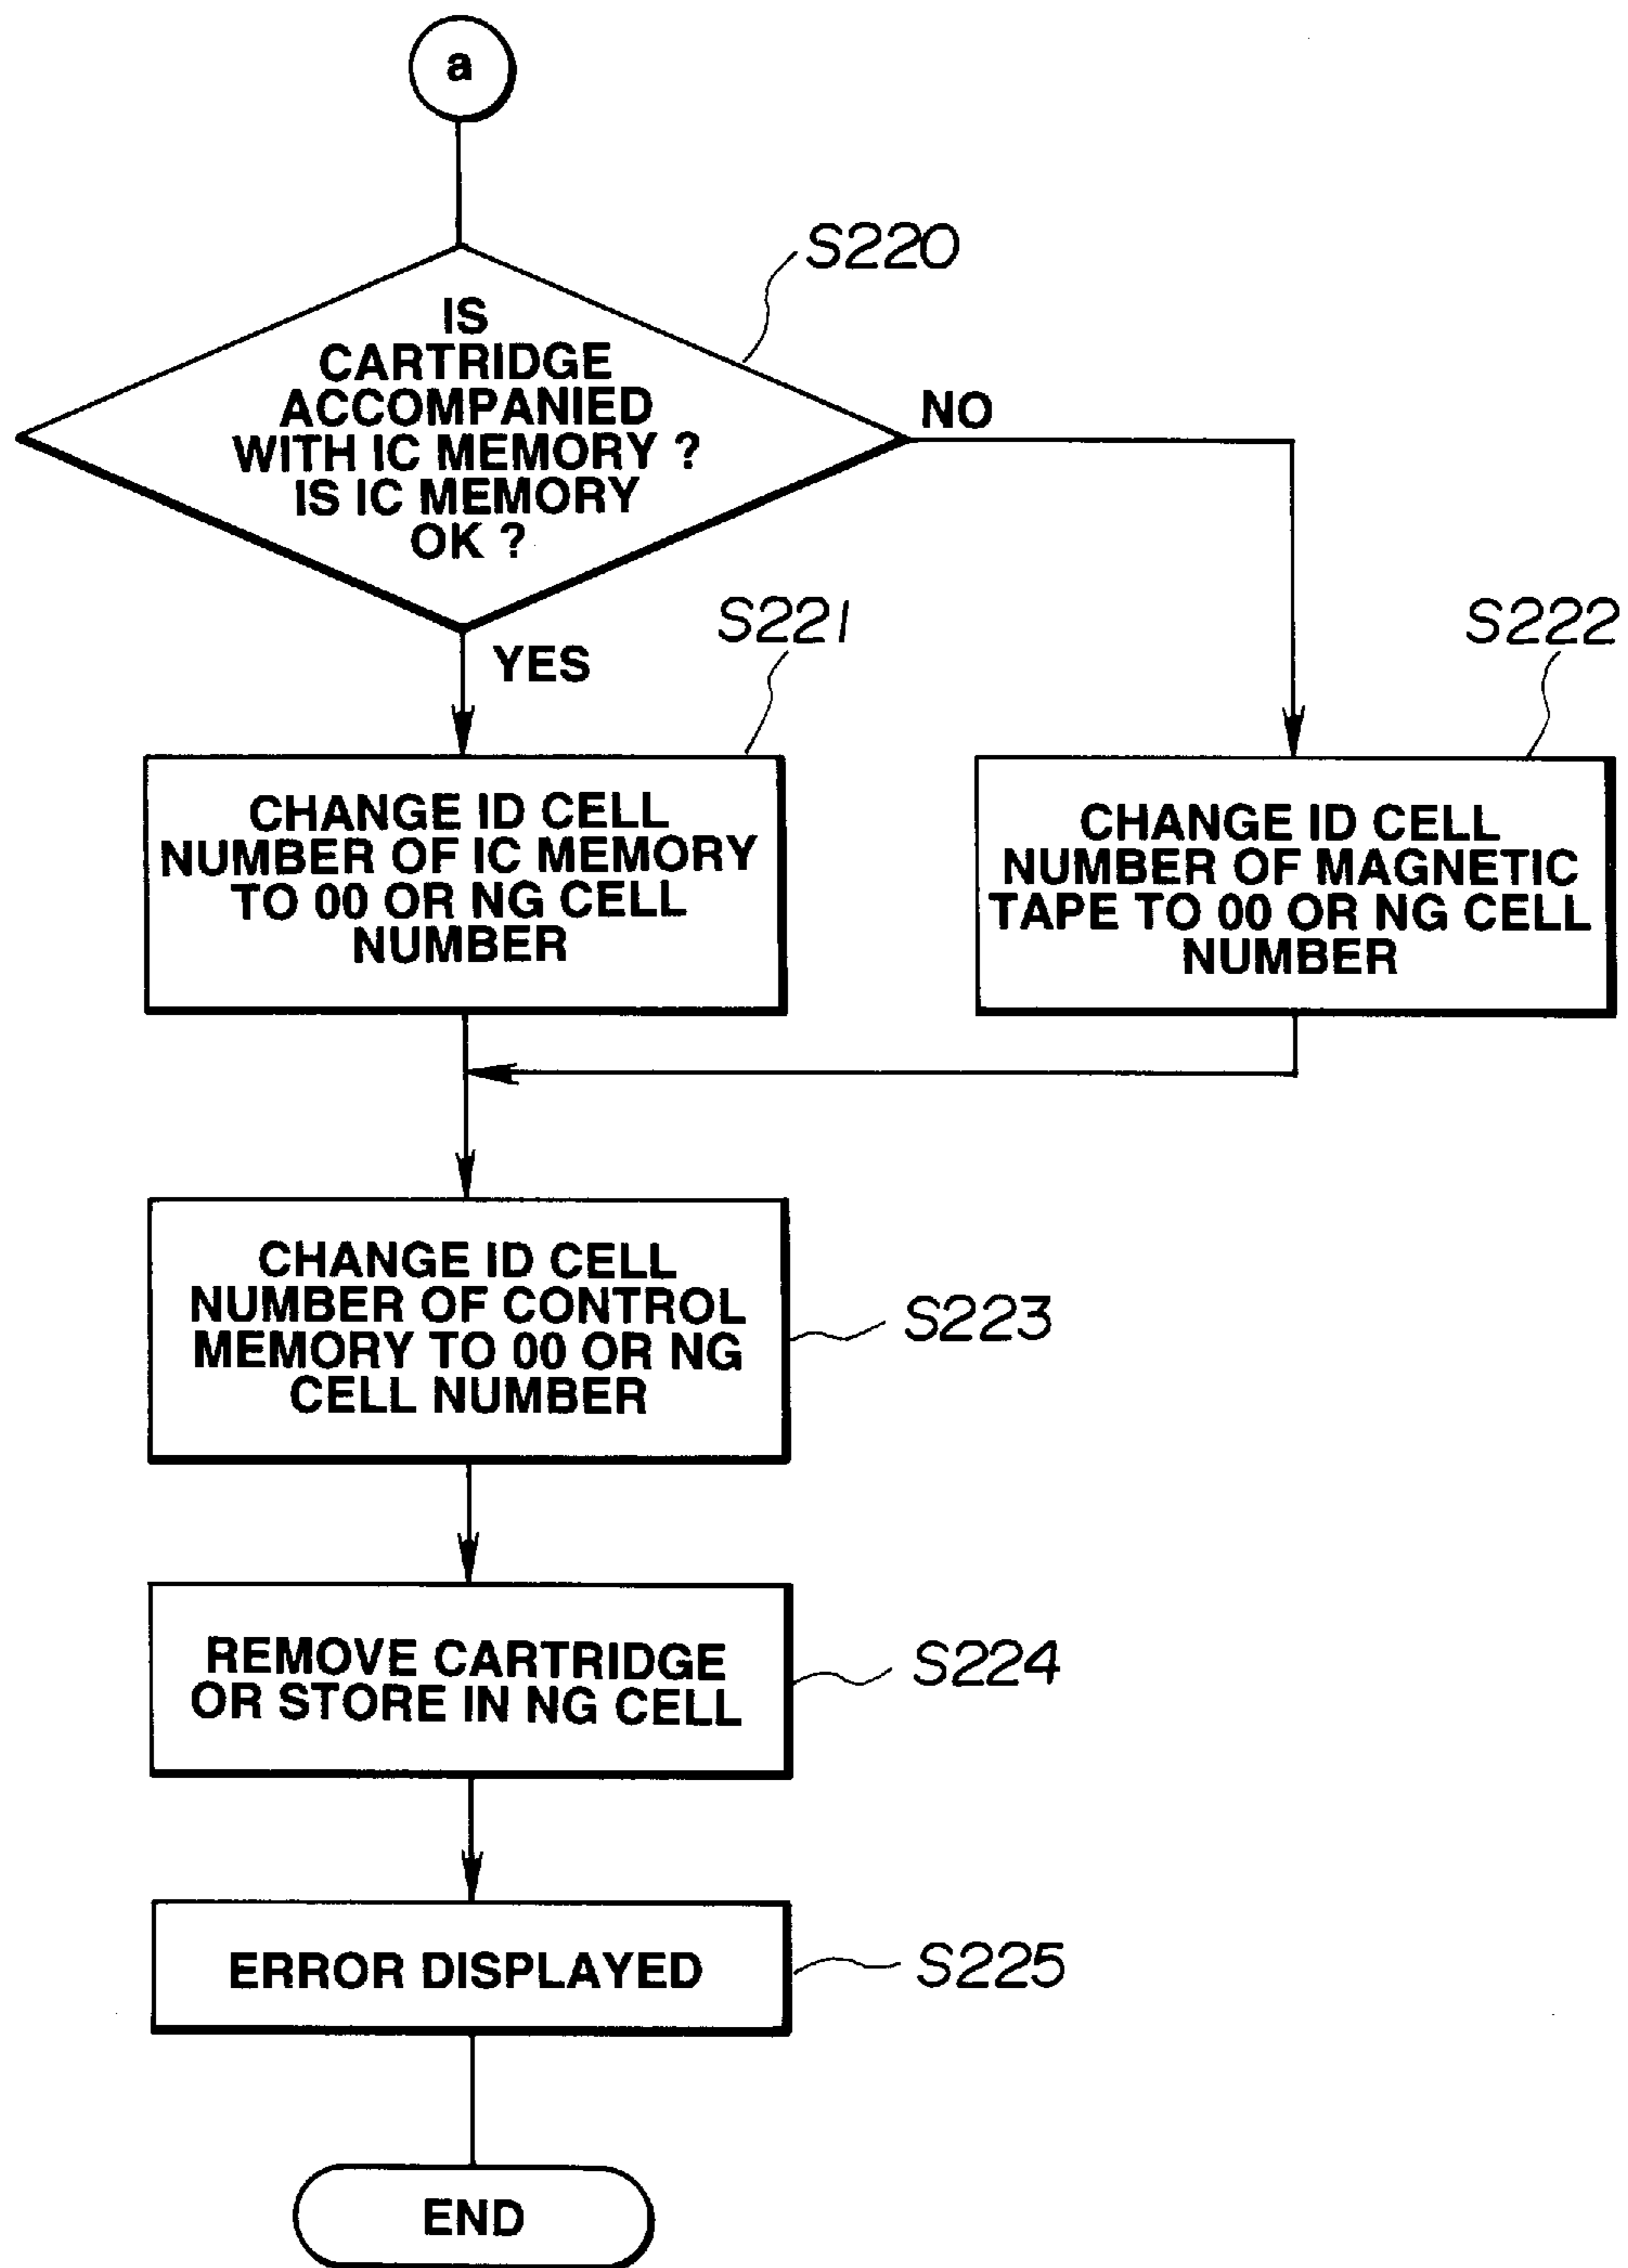 a
S220
IS
CARTRIDGE
ACCOMPANIED
WITH IC MEMORY ?
IS IC MEMORY
OK ?
NO
YES
S221
S222
CHANGE ID CELL
NUMBER OF IC MEMORY
TO 00 OR NG CELL
NUMBER
CHANGE ID CELL
NUMBER OF MAGNETIC
TAPE TO 00 OR NG CELL
NUMBER
CHANGE ID CELL
NUMBER OF CONTROL
MEMORY TO 00 OR NG
CELL NUMBER
S223
REMOVE CARTRIDGE
OR STORE IN NG CELL
S224
ERROR DISPLAYED
S225
END